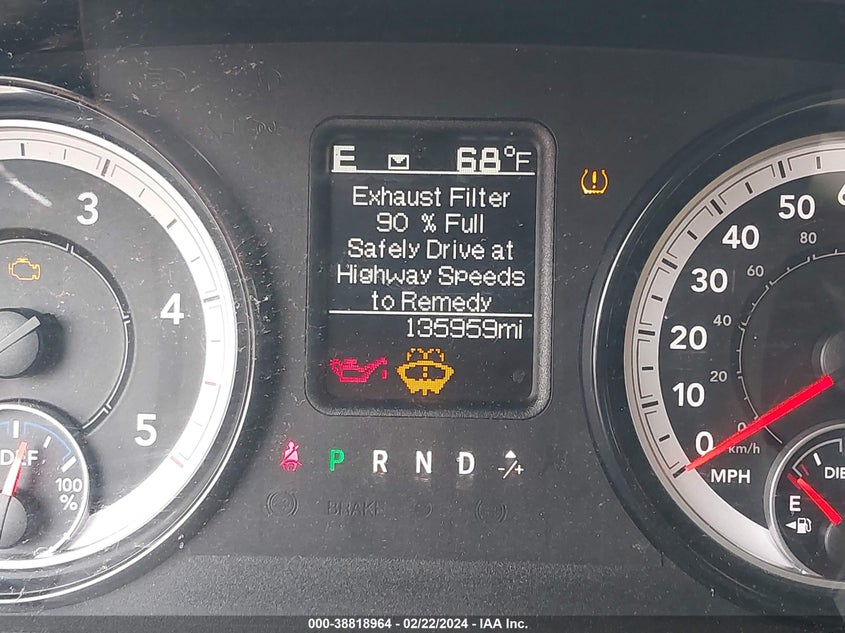 E 68°F
Exhaust Filter
90 % Full
Safely Drive at
Highway Speeds
to Remedy
135959mi
3
4
5
DEF
100
%
P R N D -/+
BRAKE
50
80
40
60
30
40
20
20
10
0
0
km/h
MPH
E
DIE
000-38818964 - 02/22/2024 - IAA Inc.